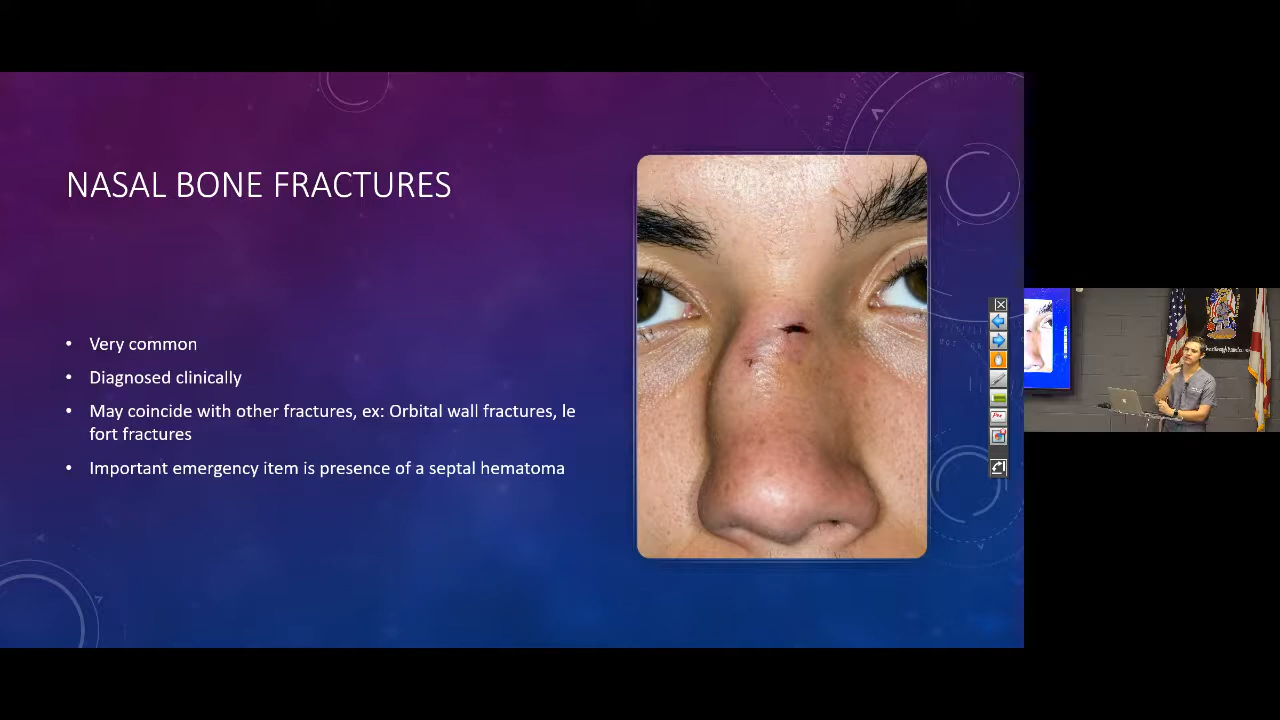 NASAL BONE FRACTURES
• Very common
• Diagnosed clinically
• May coincide with other fractures, ex: Orbital wall fractures, le
fort fractures
• Important emergency item is presence of a septal hematoma